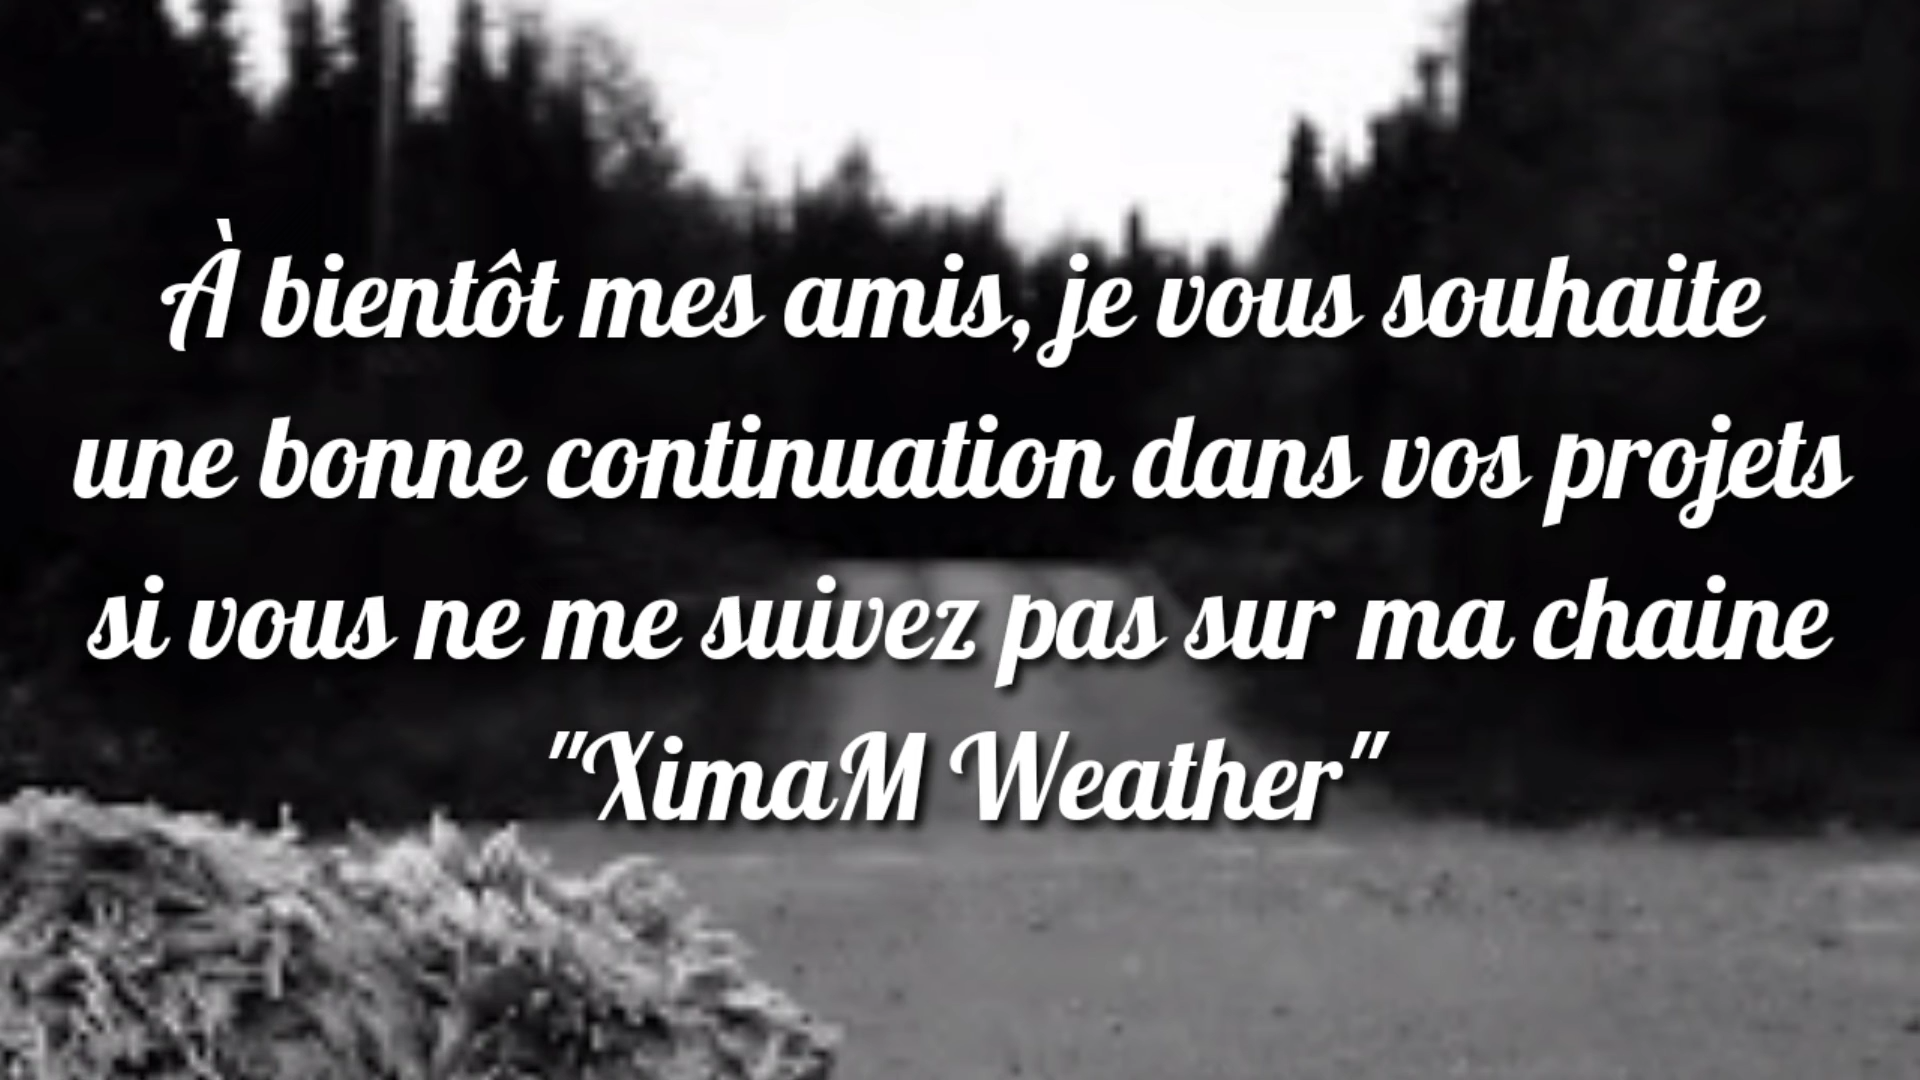 À bientôt mes amis, je vous souhaite
une bonne continuation dans vos projets
si vous ne me suivez pas sur ma chaine
"XimaM Weather"